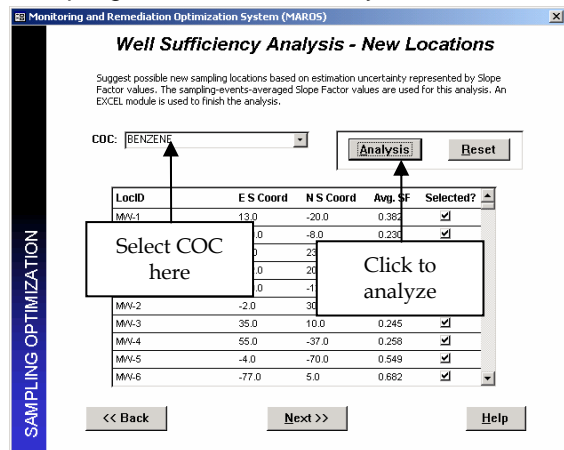 Monitoring and Remediation Optimization System (MAROS)
Well Sufficiency Analysis - New Locations
Suggest possible new sampling locations based on estimation uncertainty represented by Slope
Factor values. The sampling-events-averaged Slope Factor values are used for this analysis. An
EXCEL module is used to finish the analysis.
COC: BENZENE
Analysis Reset
LocID E S Coord N S Coord Avg. SF Selected?
MW-1 13.0 -20.0 0.382
-8.0 0.230
Select COC
here
Click to
analyze
MW-2 -2.0
MW-3 35.0 10.0 0.245
MW-4 55.0 -37.0 0.258
MW-5 -4.0 -70.0 0.549
MW-6 -77.0 5.0 0.682
SAMPLING OPTIMIZATION
<< Back Next >> Help